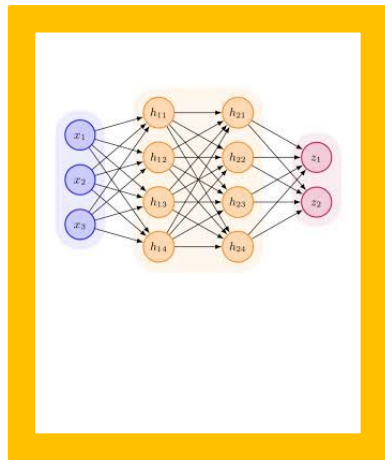 h₁₁ h₂₁
x₁
h₁₂ h₂₂ z₁
x₂
h₁₃ h₂₃ z₂
x₃
h₁₄ h₂₄